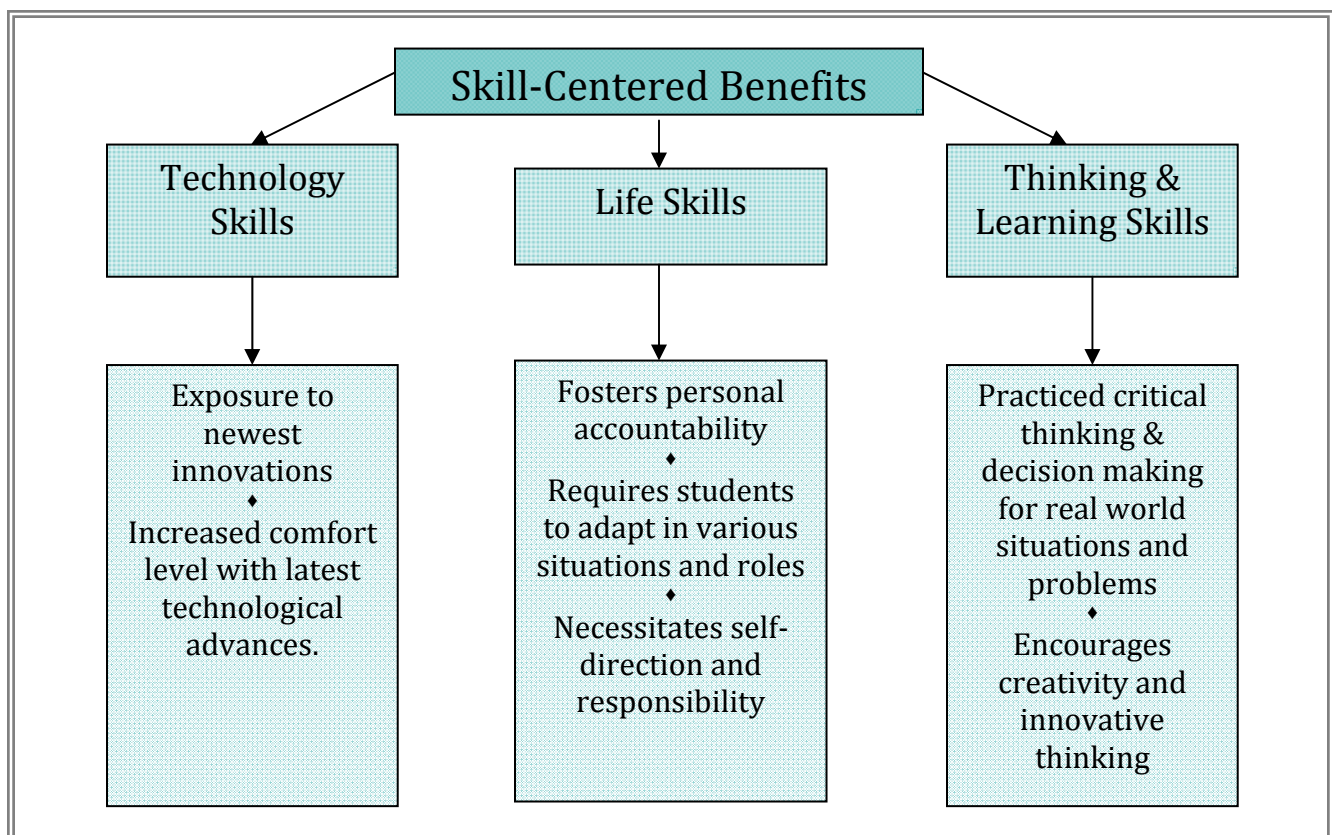 Skill-Centered Benefits
Technology
Skills
Life Skills
Thinking &
Learning Skills
Exposure to
newest
innovations
♦
Increased comfort
level with latest
technological
advances.
Fosters personal
accountability
♦
Requires students
to adapt in various
situations and roles
♦
Necessitates self-
direction and
responsibility
Practiced critical
thinking &
decision making
for real world
situations and
problems
♦
Encourages
creativity and
innovative
thinking